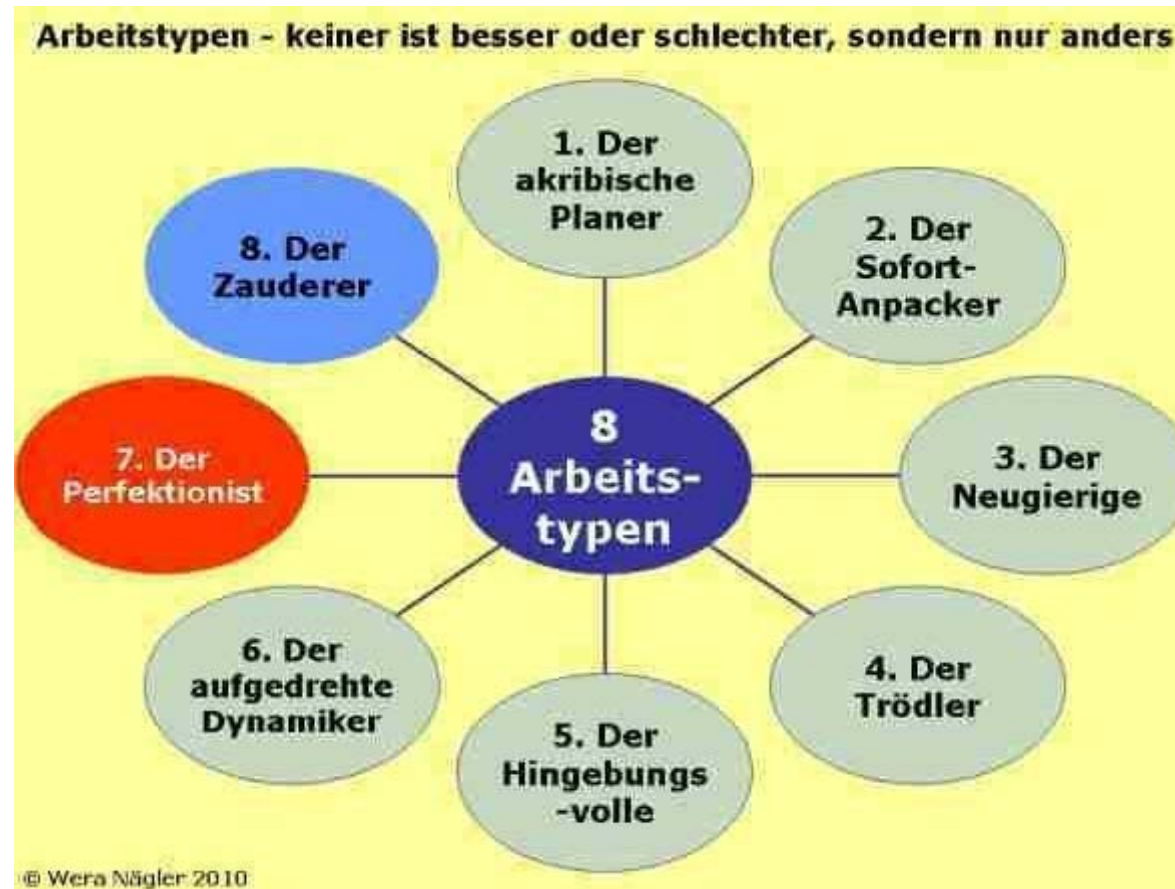 Arbeitstypen - keiner ist besser oder schlechter, sondern nur anders
1. Der
akribische
Planer
2. Der
Sofort-
Anpacker
3. Der
Neugierige
4. Der
Trödler
5. Der
Hingebungs
-volle
6. Der
aufgedrehte
Dynamiker
7. Der
Perfektionist
8. Der
Zauderer
8
Arbeits-
typen
© Wera Nägler 2010